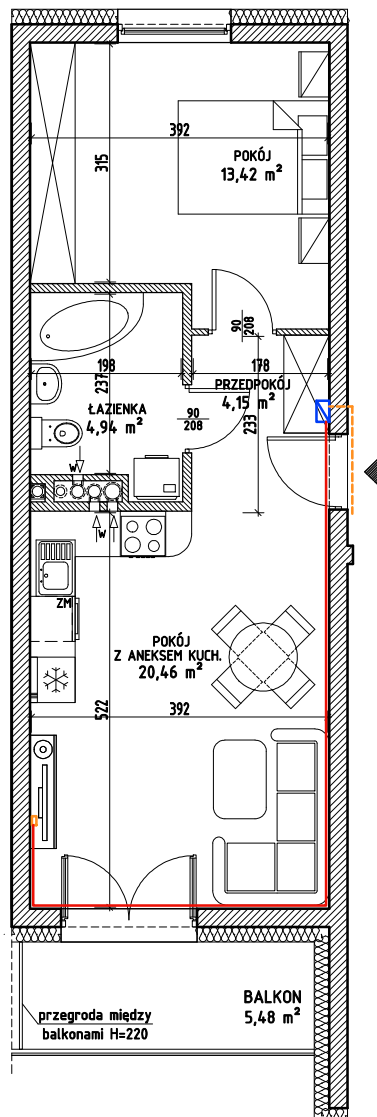 392
315
POKÓJ
13,42 m²
90
208
198
178
237
PRZEDPOKÓJ
4,15 m²
ŁAZIENKA
4,94 m²
90
208
233
W
W
ZM
POKÓJ
Z ANEKSEM KUCH.
20,46 m²
522
392
BALKON
5,48 m²
przegroda między
balkonami H=220